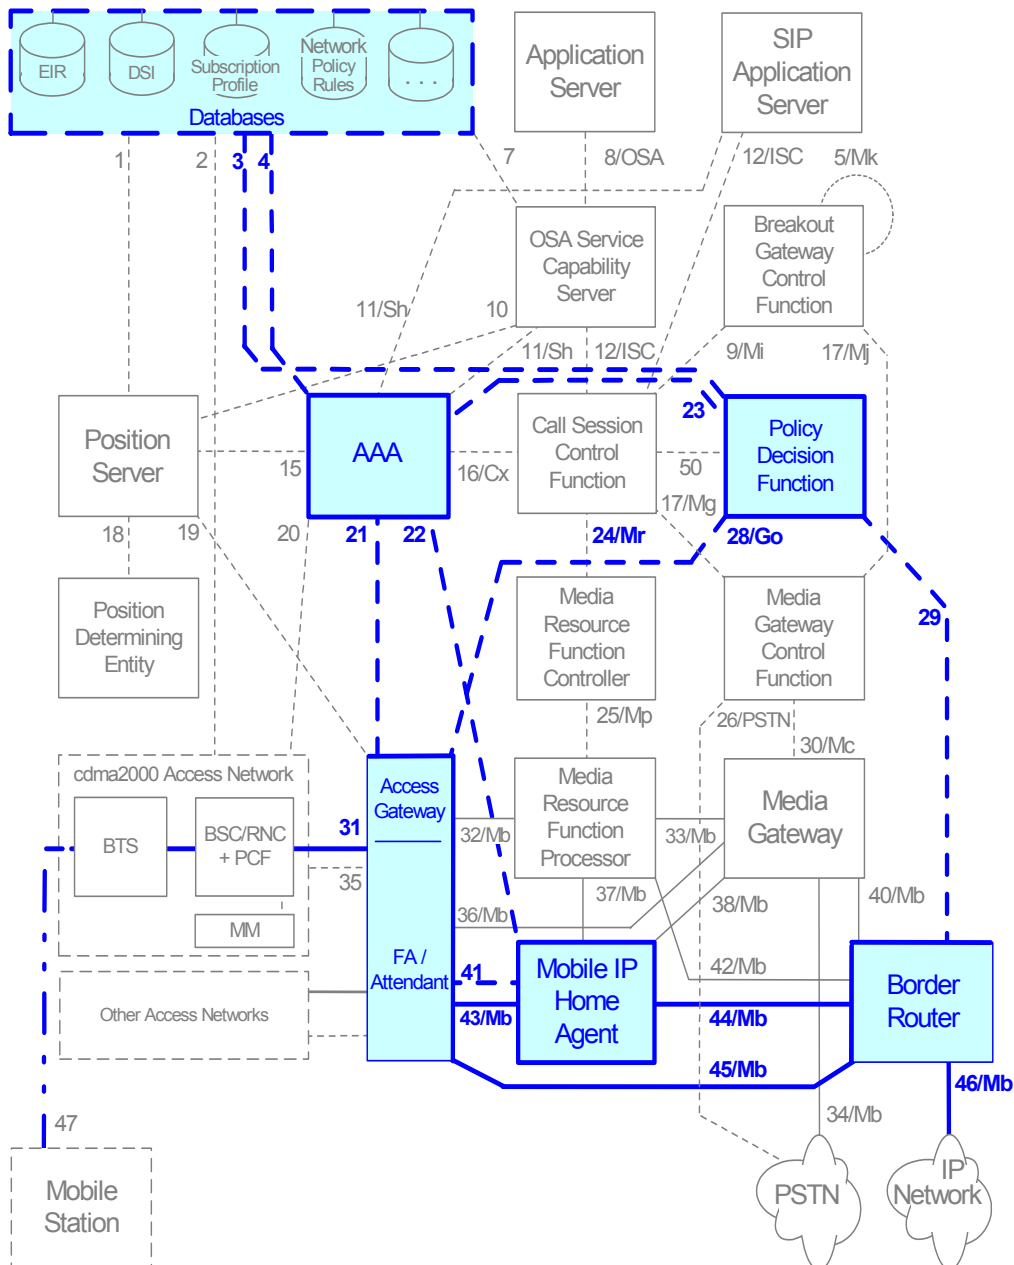 EIR
DSI
Subscription
Profile
Network
Policy
Rules
. . .
Databases
Application
Server
SIP
Application
Server
1
2
3
4
7
8/OSA
12/ISC
5/Mk
OSA Service
Capability
Server
Breakout
Gateway
Control
Function
11/Sh
10
11/Sh
12/ISC
9/Mi
17/Mj
Position
Server
15
AAA
16/Cx
Call Session
Control
Function
50
23
Policy
Decision
Function
17/Mg
18
19
20
21
22
24/Mr
28/Go
Position
Determining
Entity
Media
Resource
Function
Controller
Media
Gateway
Control
Function
29
25/Mp
26/PSTN
30/Mc
cdma2000 Access Network
BTS
BSC/RNC
+ PCF
MM
31
35
Access
Gateway
32/Mb
Media
Resource
Function
Processor
33/Mb
Media
Gateway
36/Mb
37/Mb
38/Mb
40/Mb
FA /
Attendant
41
43/Mb
Mobile IP
Home
Agent
42/Mb
44/Mb
Border
Router
Other Access Networks
45/Mb
46/Mb
47
34/Mb
Mobile
Station
PSTN
IP
Network